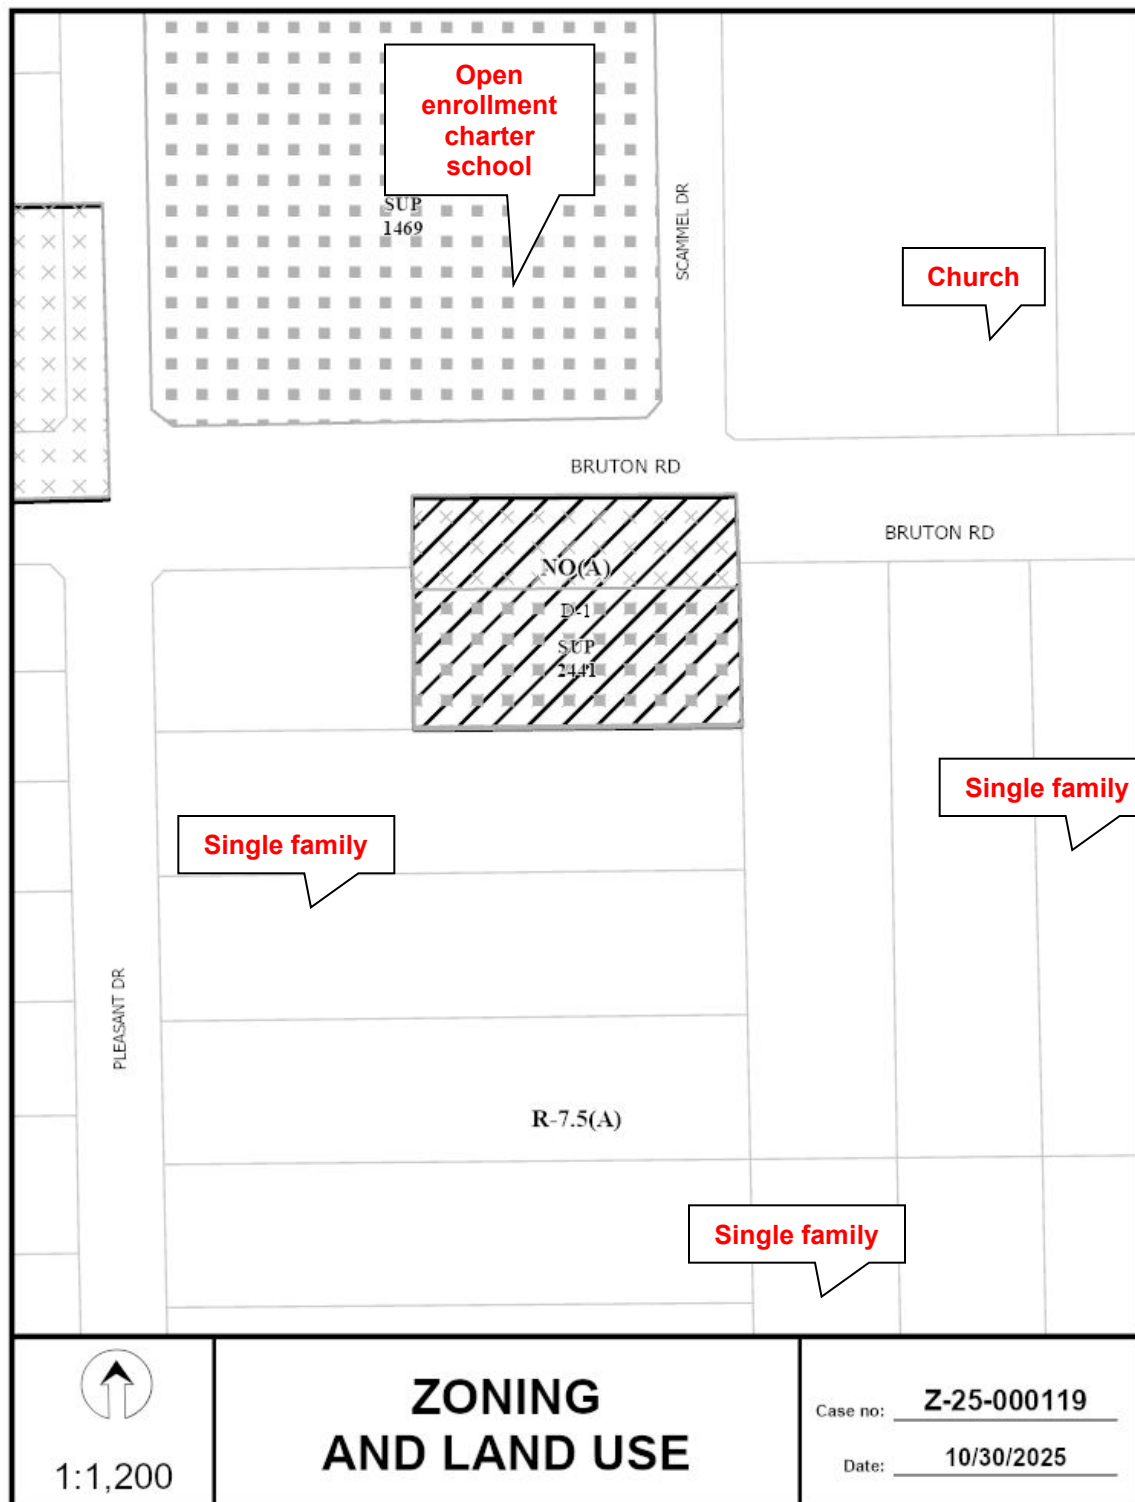 Open
enrollment
charter
school
SUP
1469
SCAMMEL DR
Church
BRUTON RD
BRUTON RD
NO(A)
D-1
SUP
2441
Single family
Single family
PLEASANT DR
R-7.5(A)
Single family
1:1,200
ZONING
AND LAND USE
Case no: Z-25-000119
Date: 10/30/2025